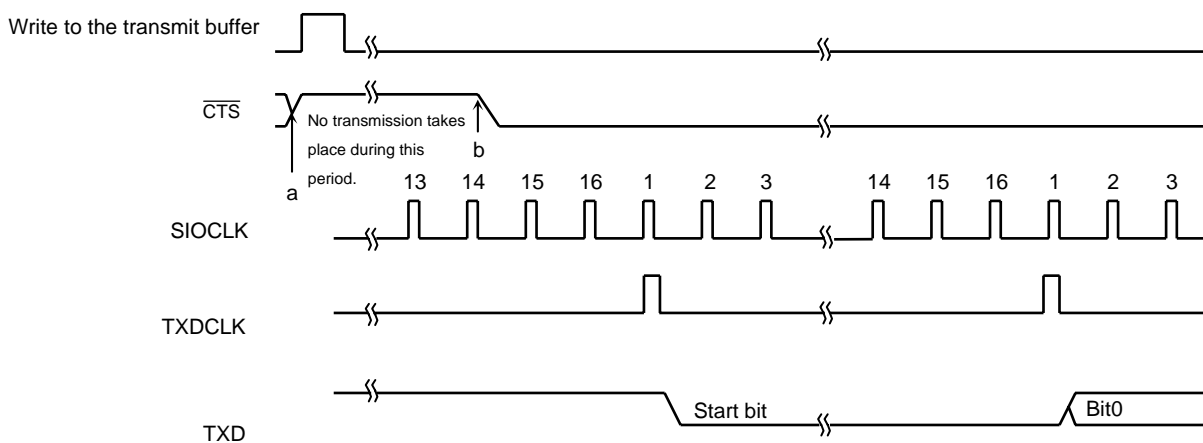 Write to the transmit buffer
CTS
No transmission takes
place during this
period.
a
b
13 14 15 16 1 2 3 14 15 16 1 2 3
SIOCLK
TXDCLK
Start bit
Bit0
TXD